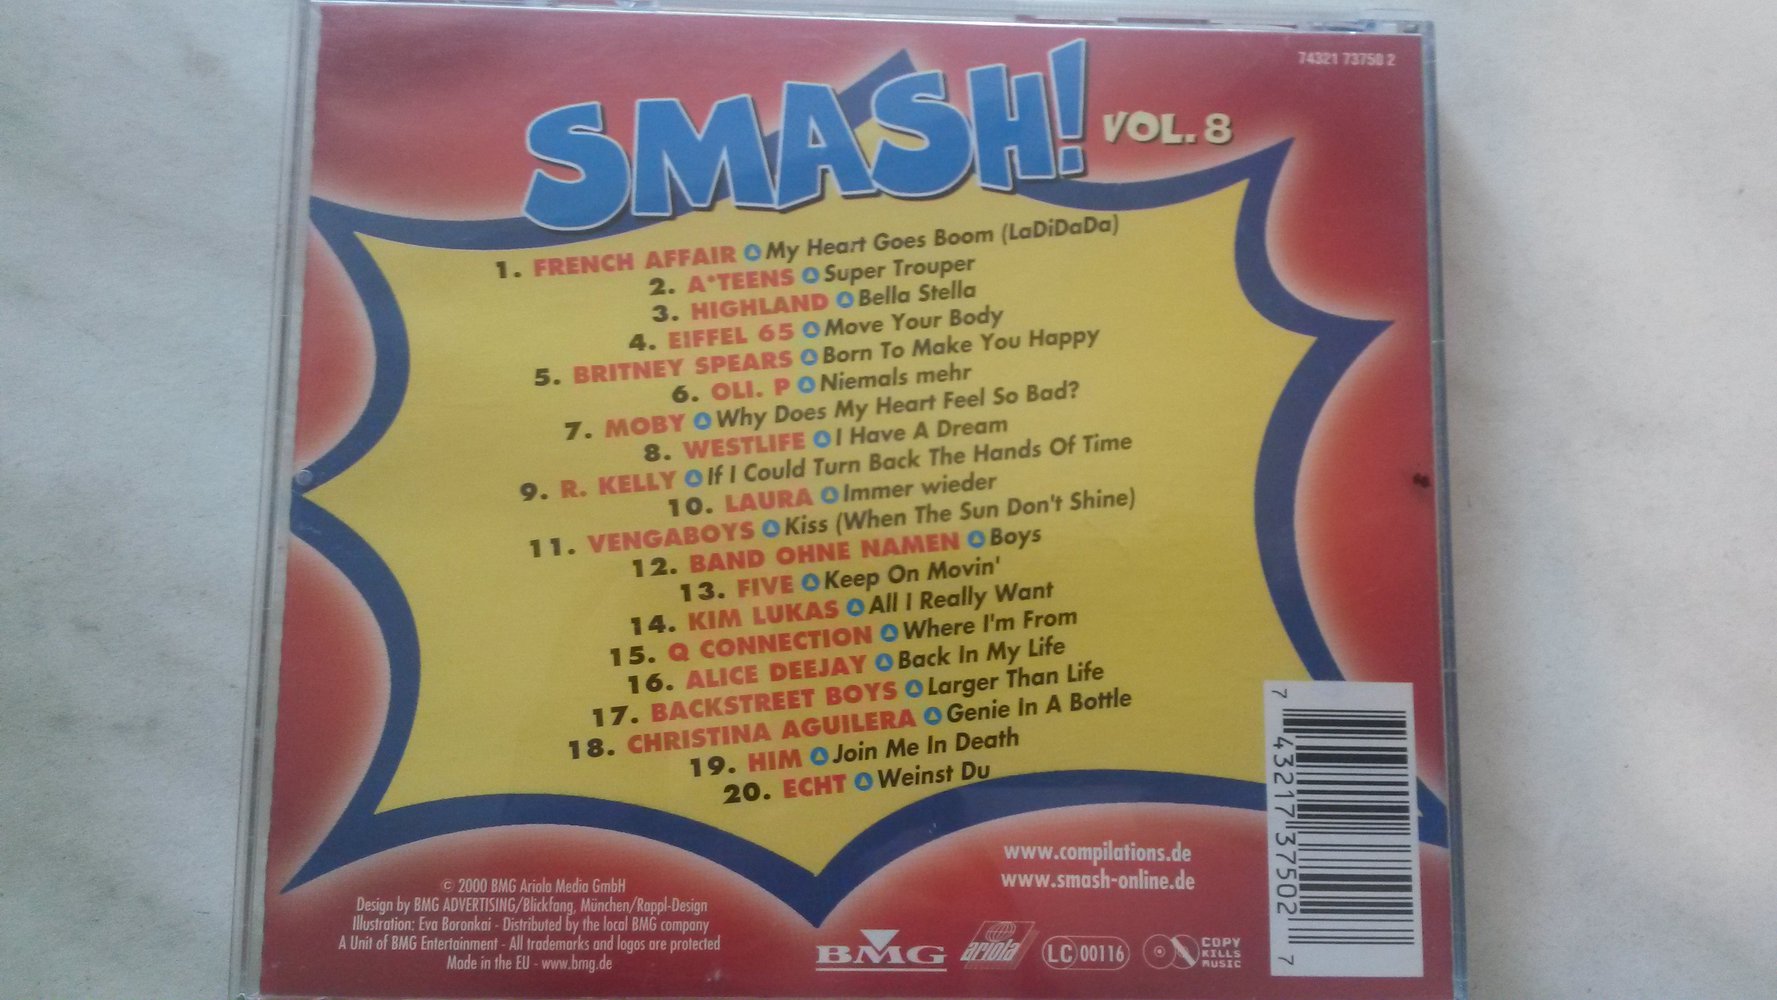 74321 73750 2
SMASH! VOL. 8
1. FRENCH AFFAIR My Heart Goes Boom (LaDiDaDa)
2. A*TEENS Super Trouper
3. HIGHLAND Bella Stella
4. EIFFEL 65 Move Your Body
5. BRITNEY SPEARS Born To Make You Happy
6. OLI. P Niemals mehr
7. MOBY Why Does My Heart Feel So Bad?
8. WESTLIFE I Have A Dream
9. R. KELLY If I Could Turn Back The Hands Of Time
10. LAURA Immer wieder
11. VENGABOYS Kiss (When The Sun Don't Shine)
12. BAND OHNE NAMEN Boys
13. FIVE Keep On Movin'
14. KIM LUKAS All I Really Want
15. Q CONNECTION Where I'm From
16. ALICE DEEJAY Back In My Life
17. BACKSTREET BOYS Larger Than Life
18. CHRISTINA AGUILERA Genie In A Bottle
19. HIM Join Me In Death
20. ECHT Weinst Du
www.compilations.de
www.smash-online.de
© 2000 BMG Ariola Media GmbH
Design by BMG ADVERTISING/Blickfang, München/Rappl-Design
Illustration: Eva Boronkai - Distributed by the local BMG company
A Unit of BMG Entertainment - All trademarks and logos are protected
Made in the EU - www.bmg.de
BMG
ariola
LC 00116
COPY
KILLS
MUSIC
7 43217 37502 7